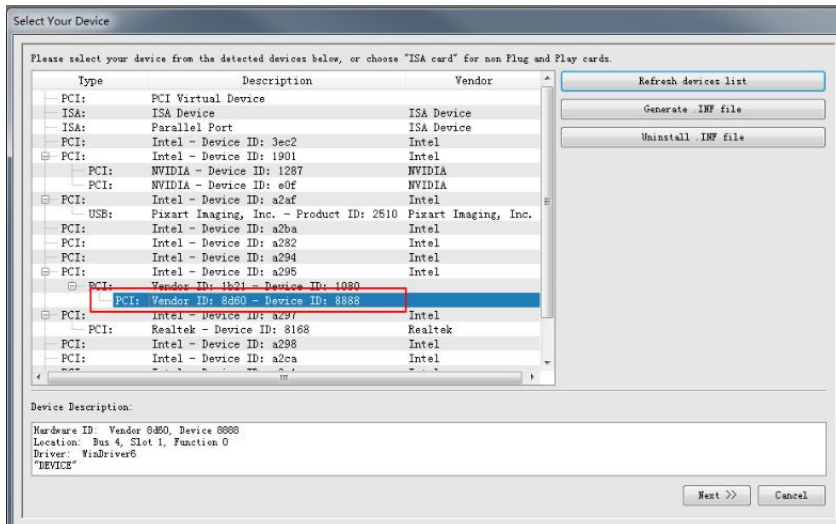 Select Your Device
Please select your device from the detected devices below, or choose "ISA card" for non Plug and Play cards.
Type Description Vendor
PCI: PCI Virtual Device
ISA: ISA Device ISA Device
ISA: Parallel Port ISA Device
PCI: Intel - Device ID: 3ec2 Intel
PCI: Intel - Device ID: 1901 Intel
PCI: NVIDIA - Device ID: 1287 NVIDIA
PCI: NVIDIA - Device ID: e0f NVIDIA
PCI: Intel - Device ID: a2af Intel
USB: Pixart Imaging, Inc. - Product ID: 2510 Pixart Imaging, Inc.
PCI: Intel - Device ID: a2ba Intel
PCI: Intel - Device ID: a282 Intel
PCI: Intel - Device ID: a294 Intel
PCI: Intel - Device ID: a295 Intel
PCI: Vendor ID: 1b21 - Device ID: 1080
PCI: Vendor ID: 8d60 - Device ID: 8888
PCI: Intel - Device ID: a297 Intel
PCI: Realtek - Device ID: 8168 Realtek
PCI: Intel - Device ID: a298 Intel
PCI: Intel - Device ID: a2ca Intel
Refresh devices list
Generate .INF file
Uninstall .INF file
Device Description:
Hardware ID: Vendor 8d60, Device 8888
Location: Bus 4, Slot 1, Function 0
Driver: WinDriver6
"DEVICE"
Next >> Cancel